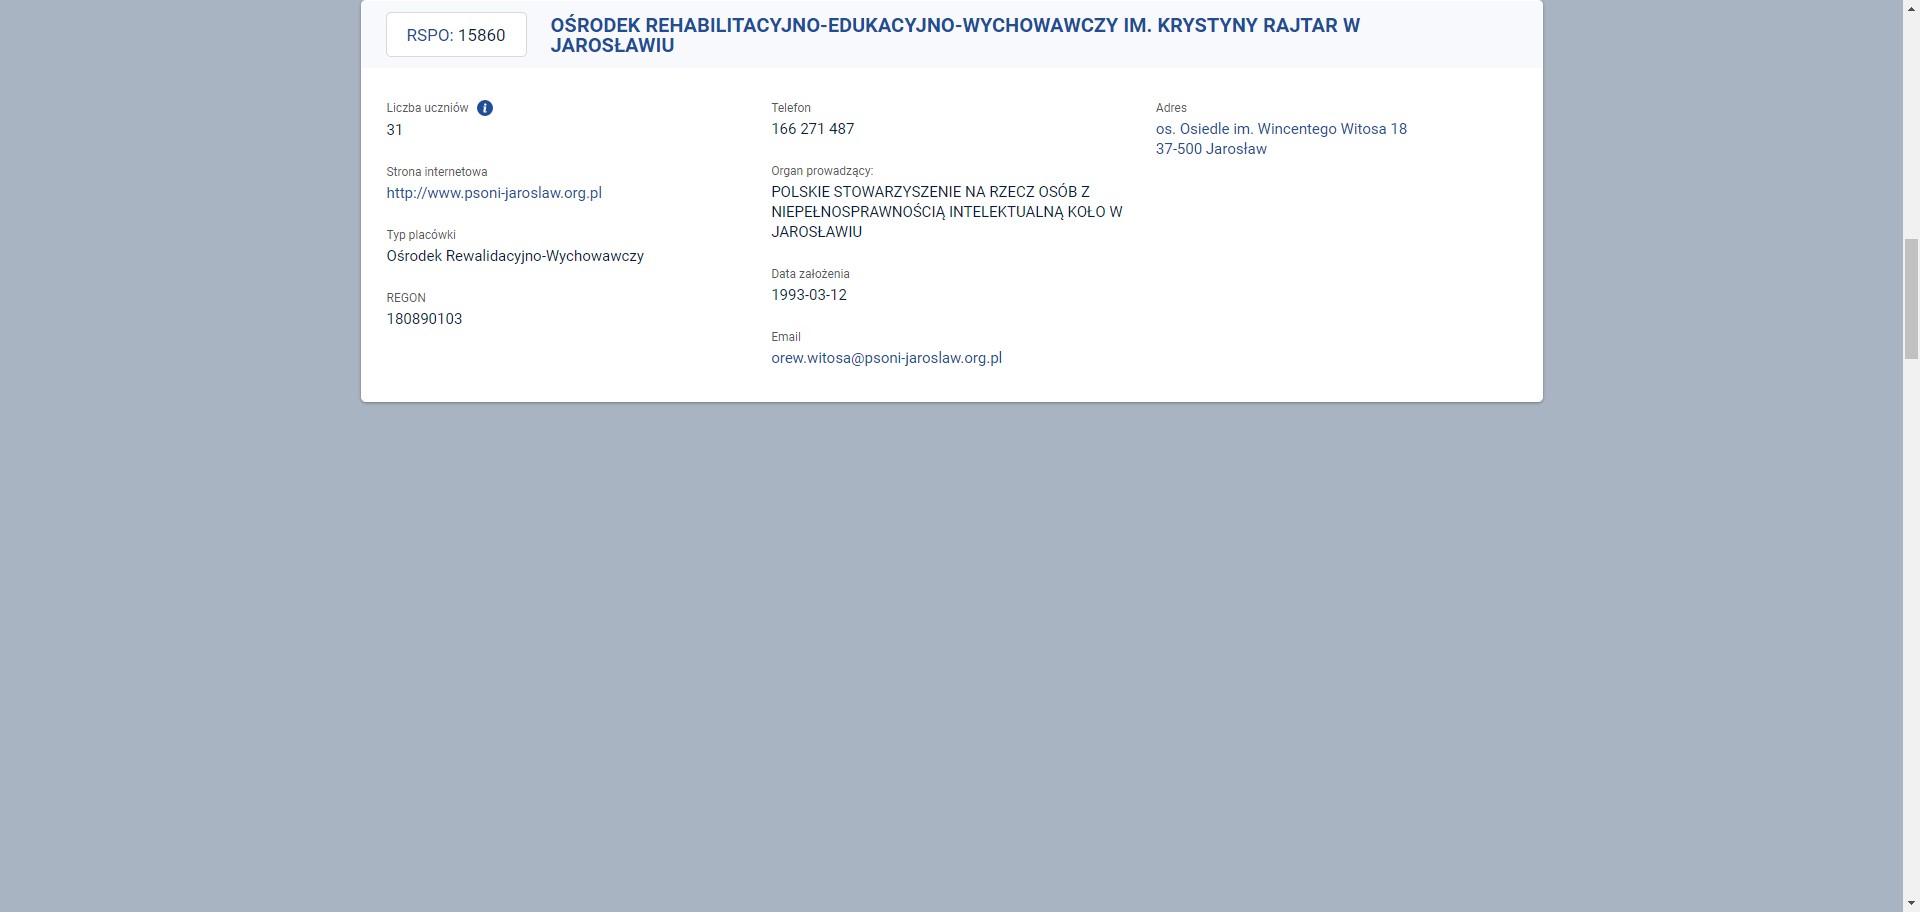 RSPO: 15860
OŚRODEK REHABILITACYJNO-EDUKACYJNO-WYCHOWAWCZY IM. KRYSTYNY RAJTAR W
JAROSŁAWIU
Liczba uczniów
31
Strona internetowa
http://www.psoni-jaroslaw.org.pl
Typ placówki
Ośrodek Rewalidacyjno-Wychowawczy
REGON
180890103
Telefon
166 271 487
Organ prowadzący:
POLSKIE STOWARZYSZENIE NA RZECZ OSÓB Z
NIEPEŁNOSPRAWNOŚCIĄ INTELEKTUALNĄ KOŁO W
JAROSŁAWIU
Data założenia
1993-03-12
Email
orew.witosa@psoni-jaroslaw.org.pl
Adres
os. Osiedle im. Wincentego Witosa 18
37-500 Jarosław